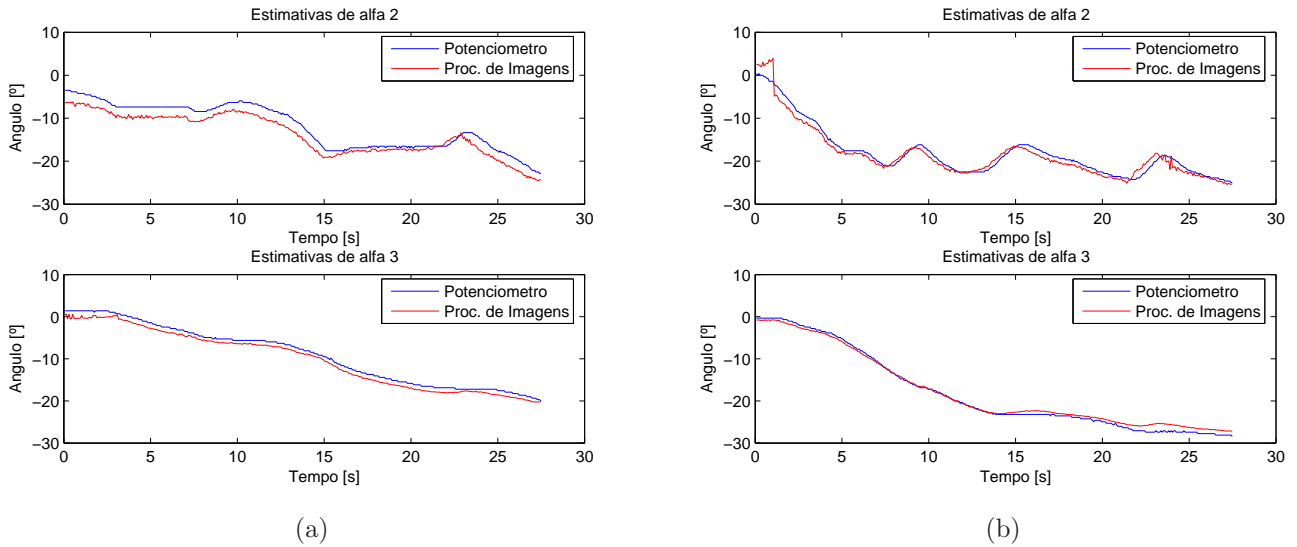 Estimativas de alfa 2
10
0
−10
−20
−30
Angulo [º]
0 5 10 15 20 25 30
Tempo [s]
Potenciometro
Proc. de Imagens
Estimativas de alfa 3
10
0
−10
−20
−30
Angulo [º]
0 5 10 15 20 25 30
Tempo [s]
Potenciometro
Proc. de Imagens
(a)
Estimativas de alfa 2
10
0
−10
−20
−30
Angulo [º]
0 5 10 15 20 25 30
Tempo [s]
Potenciometro
Proc. de Imagens
Estimativas de alfa 3
10
0
−10
−20
−30
Angulo [º]
0 5 10 15 20 25 30
Tempo [s]
Potenciometro
Proc. de Imagens
(b)